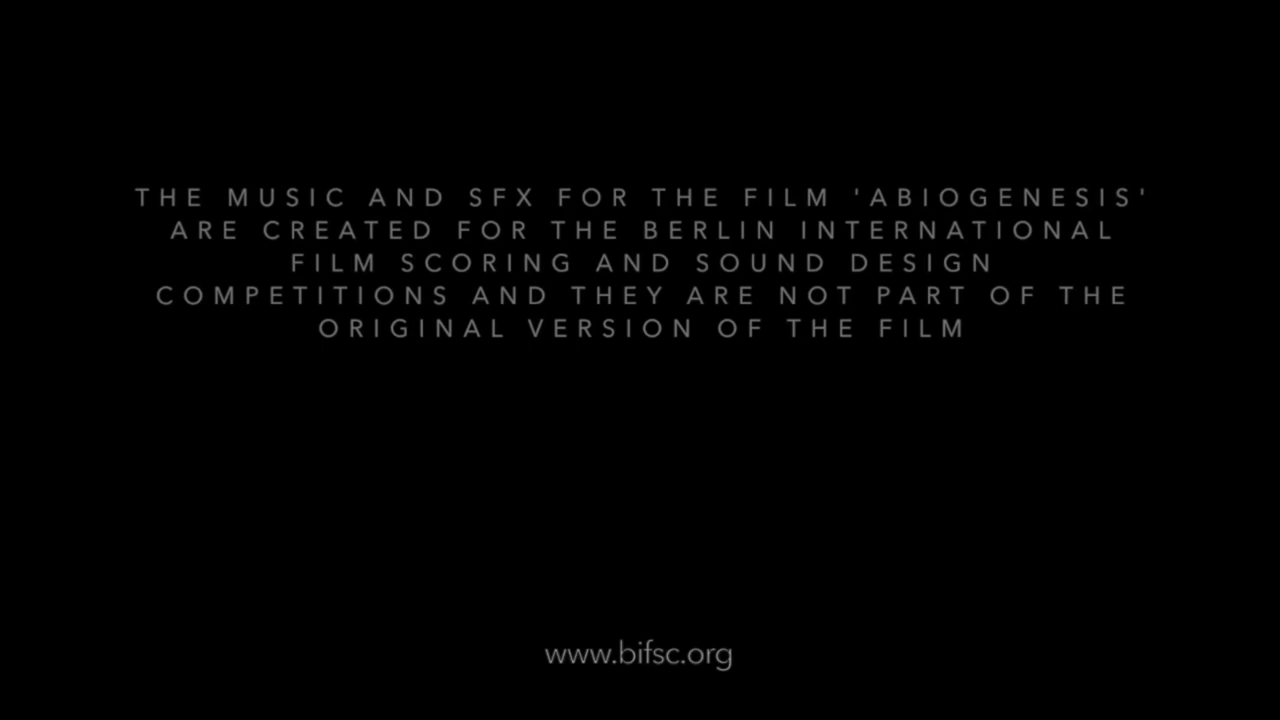 THE MUSIC AND SFX FOR THE FILM 'ABIOGENESIS'
ARE CREATED FOR THE BERLIN INTERNATIONAL
FILM SCORING AND SOUND DESIGN
COMPETITIONS AND THEY ARE NOT PART OF THE
ORIGINAL VERSION OF THE FILM
www.bifsc.org